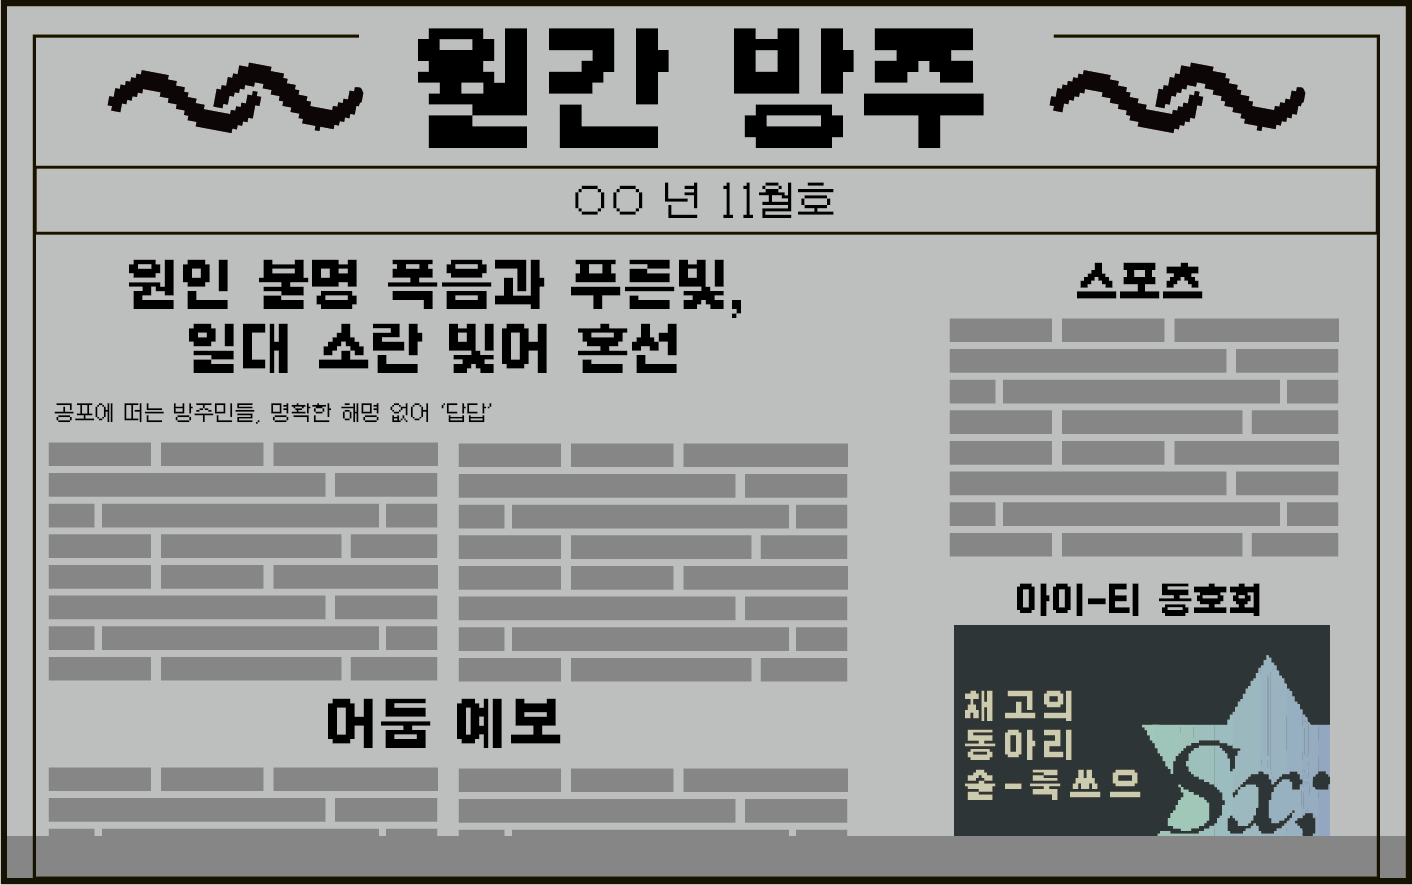 월간 방주
○○ 년 11월호
원인 불명 폭음과 푸른빛,
일대 소란 빚어 혼선
공포에 떠는 방주민들, 명확한 해명 없어 ‘답답’
어둠 예보
스포츠
아이-티 동호회
채고의
동아리
솔-룩쓰으
Sx;